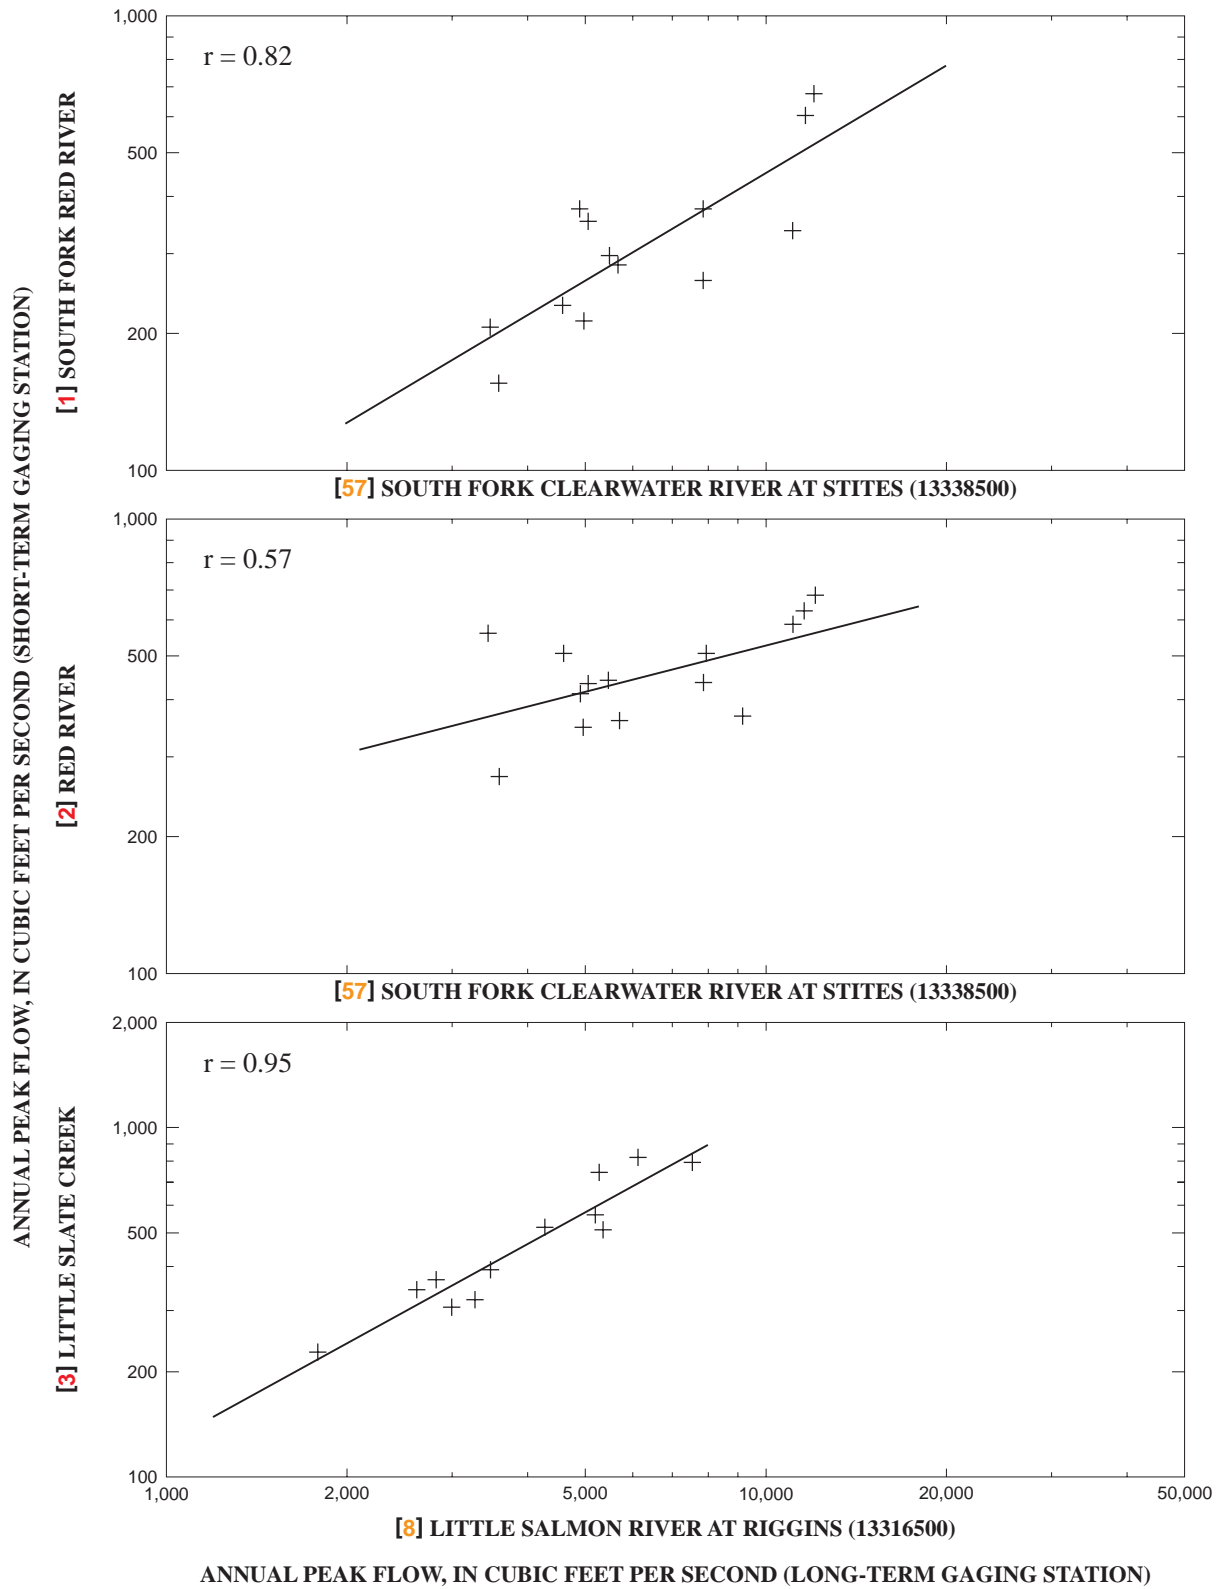 ANNUAL PEAK FLOW, IN CUBIC FEET PER SECOND (SHORT-TERM GAGING STATION)
[1] SOUTH FORK RED RIVER
1,000
500
200
100
r = 0.82
[57] SOUTH FORK CLEARWATER RIVER AT STITES (13338500)
[2] RED RIVER
1,000
500
200
100
r = 0.57
[57] SOUTH FORK CLEARWATER RIVER AT STITES (13338500)
[3] LITTLE SLATE CREEK
2,000
1,000
500
200
100
r = 0.95
1,000 2,000 5,000 10,000 20,000 50,000
[8] LITTLE SALMON RIVER AT RIGGINS (13316500)
ANNUAL PEAK FLOW, IN CUBIC FEET PER SECOND (LONG-TERM GAGING STATION)